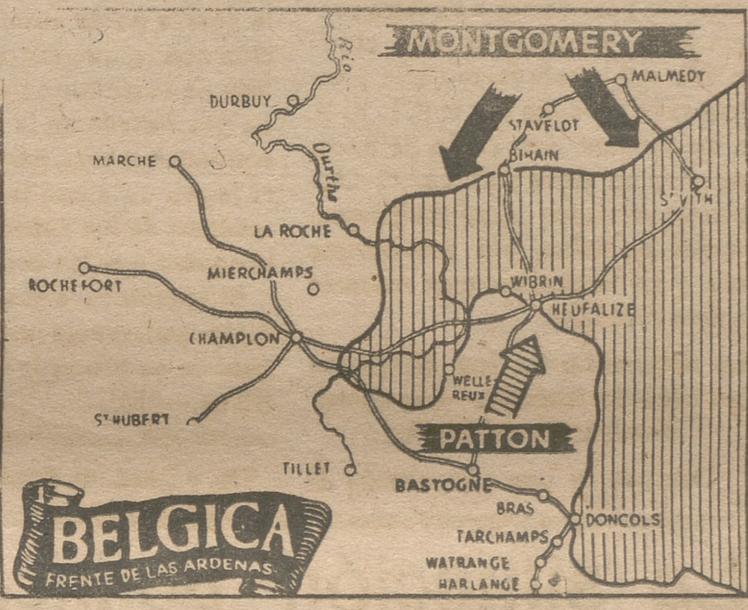 MONTGOMERY
Rio
MALMEDY
DURBUY
STAVELOT
MARCHE
Ourthe
BIHAIN
ST VITH
LA ROCHE
MIERCHAMPS
ROCHEFORT
WIBRIN
HEUFALIZE
CHAMPLON
WELLE-
REUX
ST HUBERT
PATTON
TILLET
BASTOGNE
BRAS
DONCOLS
TARCHAMPS
WATRANGE
HARLANGE
BELGICA
FRENTE DE LAS ARDENAS